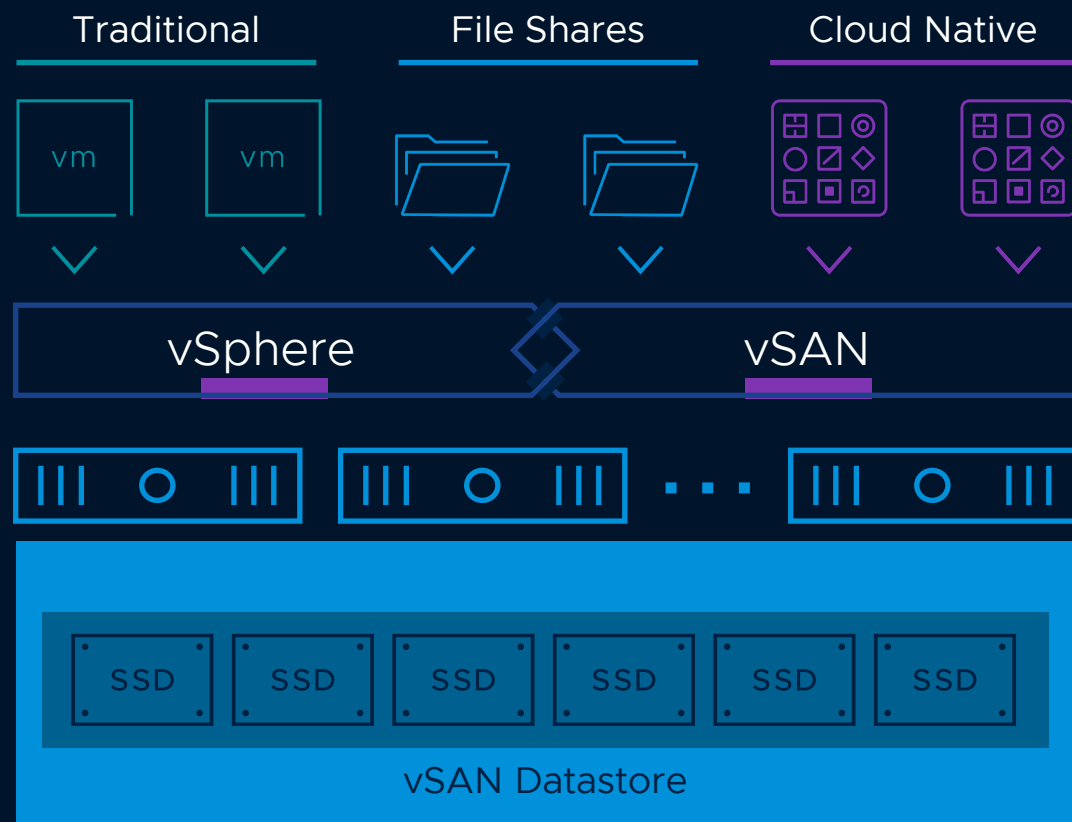 Traditional File Shares Cloud Native
vm vm
vSphere vSAN
SSD SSD SSD SSD SSD SSD
vSAN Datastore